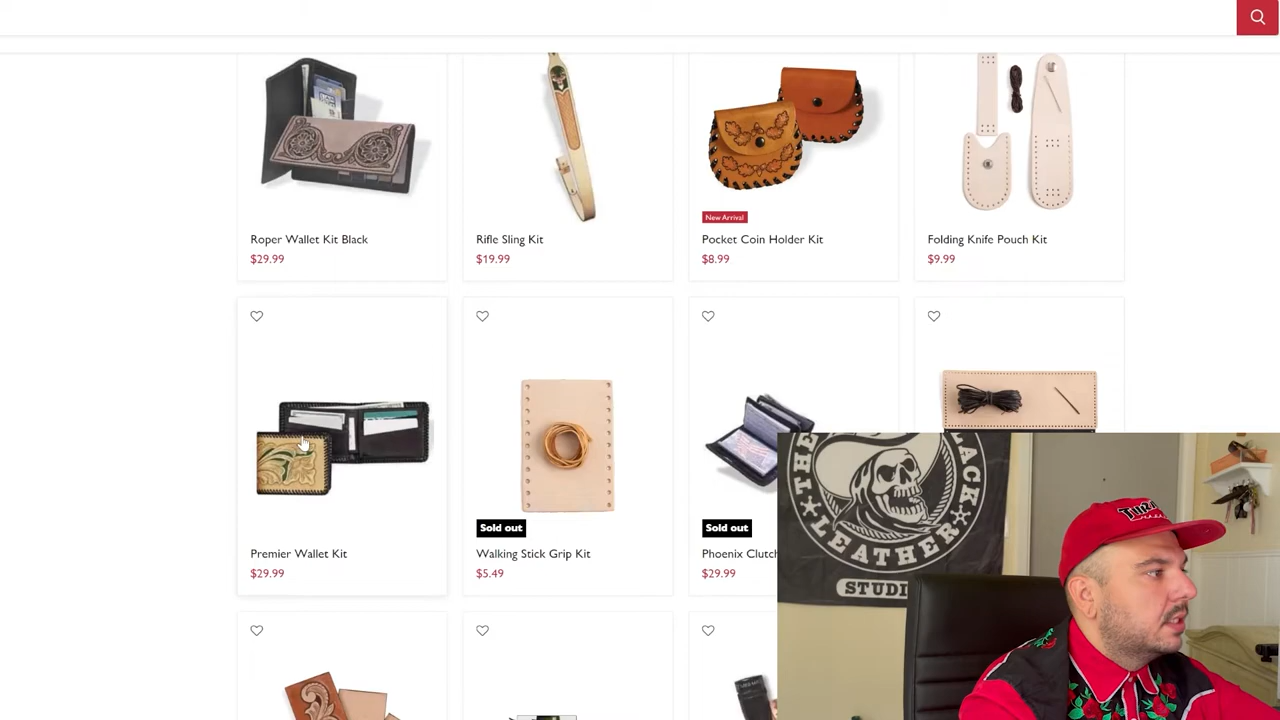 Roper Wallet Kit Black
$29.99
Rifle Sling Kit
$19.99
New Arrival
Pocket Coin Holder Kit
$8.99
Folding Knife Pouch Kit
$9.99
Premier Wallet Kit
$29.99
Sold out
Walking Stick Grip Kit
$5.49
Sold out
Phoenix Clutch
$29.99
THE
LEATHER
STUDI